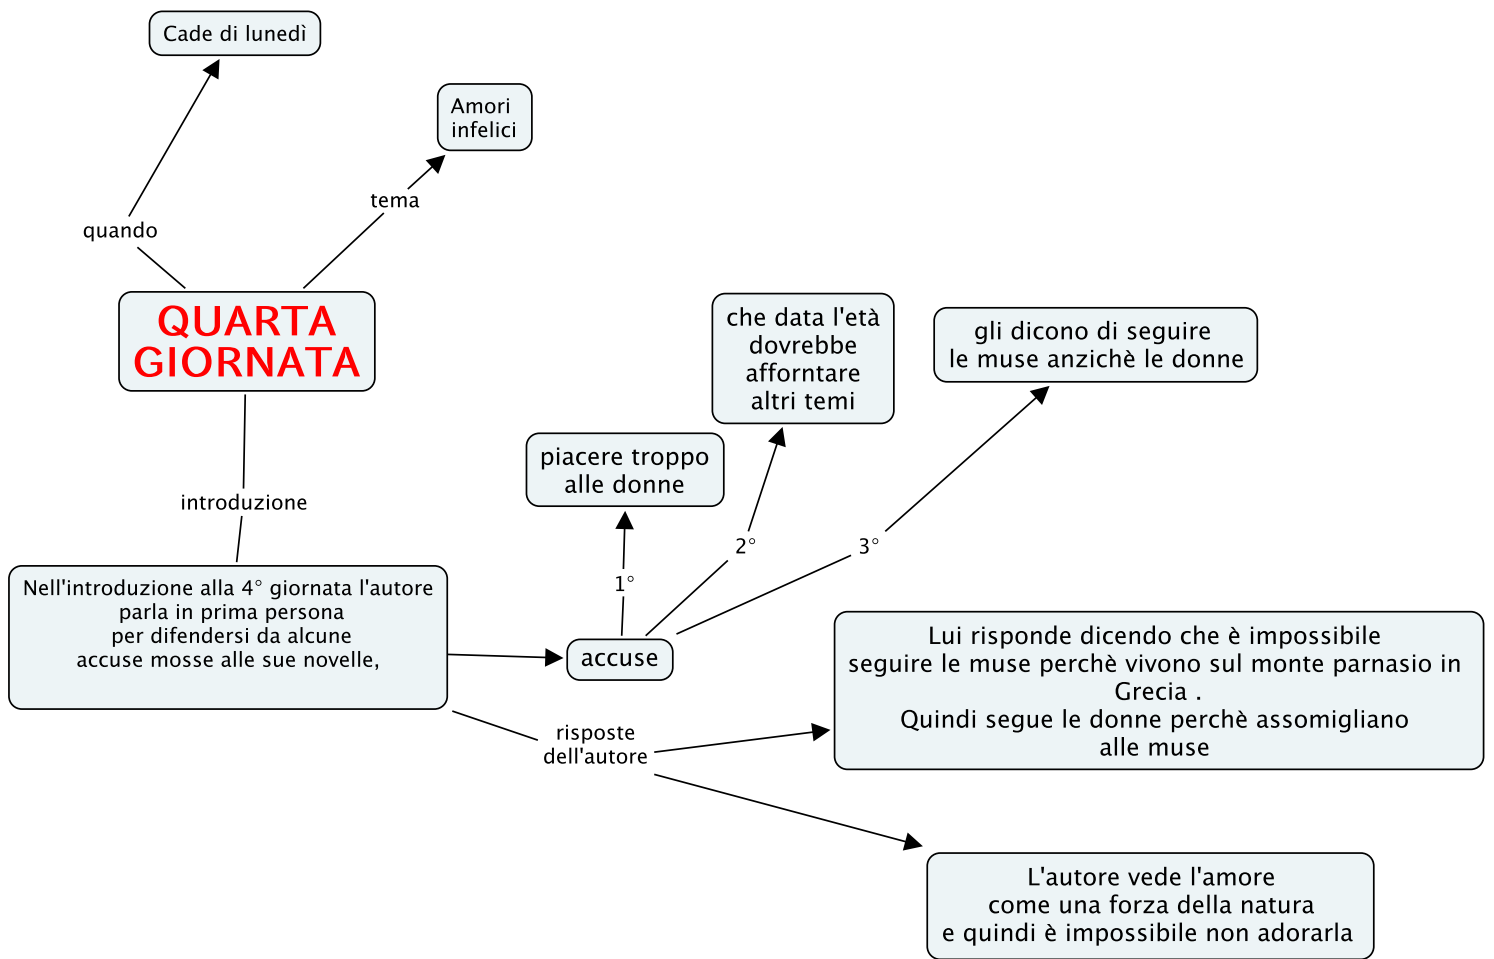 Cade di lunedì
Amori
infelici
tema
quando
QUARTA
GIORNATA
introduzione
Nell'introduzione alla 4° giornata l'autore
parla in prima persona
per difendersi da alcune
accuse mosse alle sue novelle,
accuse
1°
piacere troppo
alle donne
2°
che data l'età
dovrebbe
afforntare
altri temi
3°
gli dicono di seguire
le muse anzichè le donne
risposte
dell'autore
Lui risponde dicendo che è impossibile
seguire le muse perchè vivono sul monte parnasio in
Grecia .
Quindi segue le donne perchè assomigliano
alle muse
L'autore vede l'amore
come una forza della natura
e quindi è impossibile non adorarla